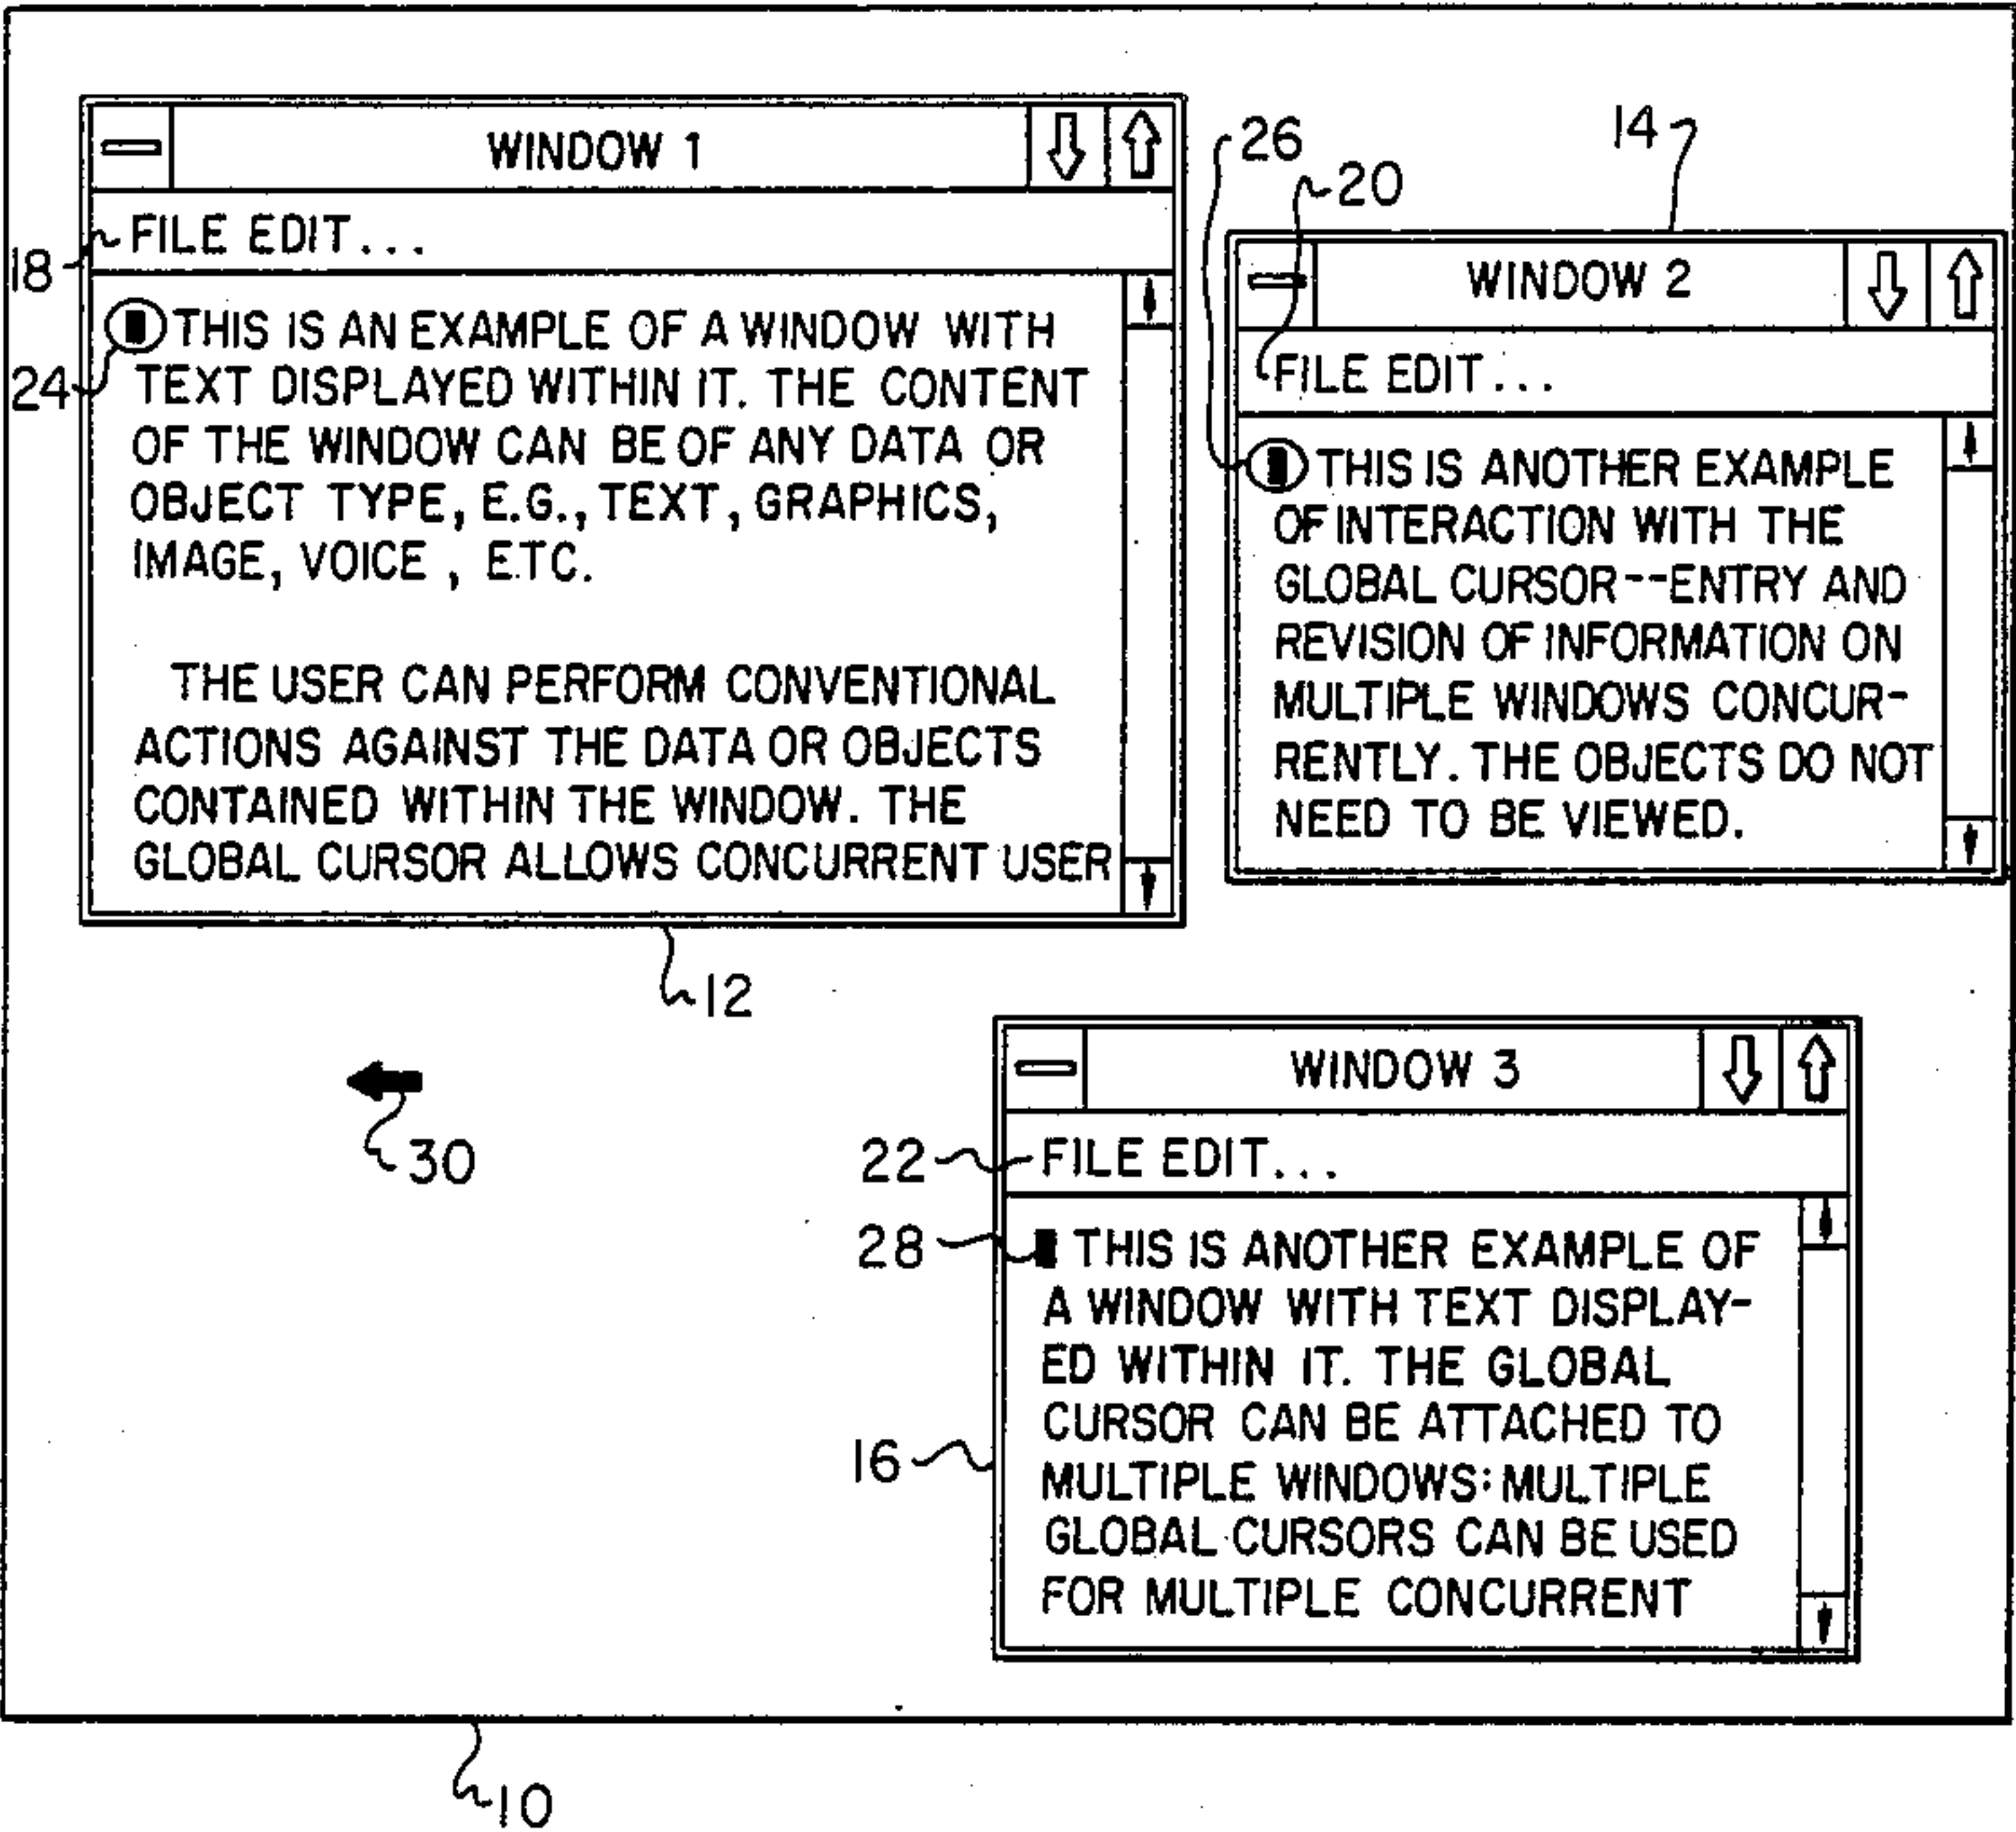 WINDOW 1
18
FILE EDIT...
24
THIS IS AN EXAMPLE OF A WINDOW WITH
TEXT DISPLAYED WITHIN IT. THE CONTENT
OF THE WINDOW CAN BE OF ANY DATA OR
OBJECT TYPE, E.G., TEXT, GRAPHICS,
IMAGE, VOICE, ETC.
THE USER CAN PERFORM CONVENTIONAL
ACTIONS AGAINST THE DATA OR OBJECTS
CONTAINED WITHIN THE WINDOW. THE
GLOBAL CURSOR ALLOWS CONCURRENT USER
12
26
20
14
WINDOW 2
FILE EDIT...
THIS IS ANOTHER EXAMPLE
OF INTERACTION WITH THE
GLOBAL CURSOR--ENTRY AND
REVISION OF INFORMATION ON
MULTIPLE WINDOWS CONCUR-
RENTLY. THE OBJECTS DO NOT
NEED TO BE VIEWED.
30
WINDOW 3
22
FILE EDIT...
28
THIS IS ANOTHER EXAMPLE OF
A WINDOW WITH TEXT DISPLAY-
ED WITHIN IT. THE GLOBAL
CURSOR CAN BE ATTACHED TO
16
MULTIPLE WINDOWS: MULTIPLE
GLOBAL CURSORS CAN BE USED
FOR MULTIPLE CONCURRENT
10